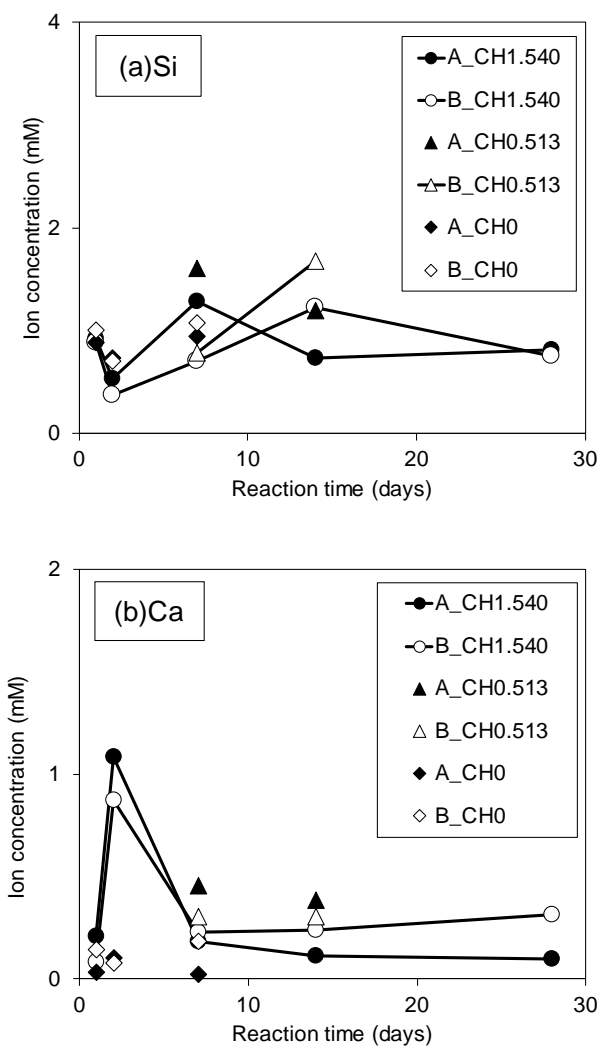 (a)Si
A_CH1.540
B_CH1.540
A_CH0.513
B_CH0.513
A_CH0
B_CH0
4
2
0
0
10
20
30
Ion concentration (mM)
Reaction time (days)
(b)Ca
A_CH1.540
B_CH1.540
A_CH0.513
B_CH0.513
A_CH0
B_CH0
2
1
0
0
10
20
30
Ion concentration (mM)
Reaction time (days)